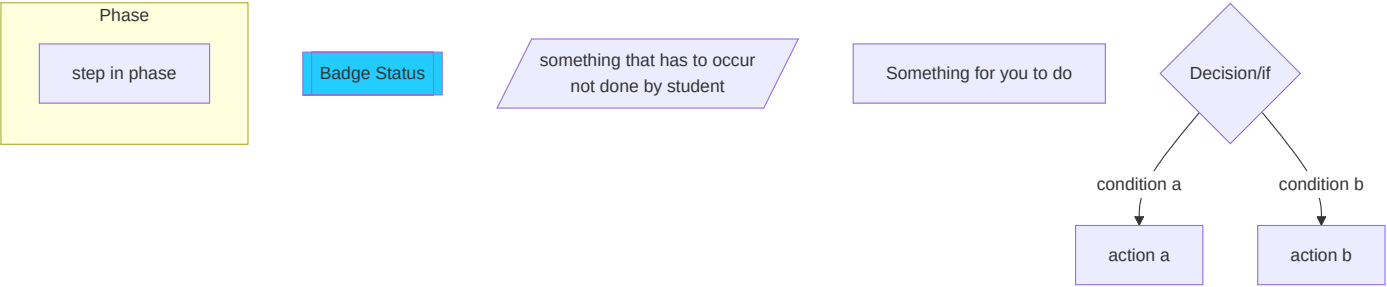 Phase
step in phase
Badge Status
something that has to occur
not done by student
Something for you to do
Decision/if
condition a
condition b
action a
action b